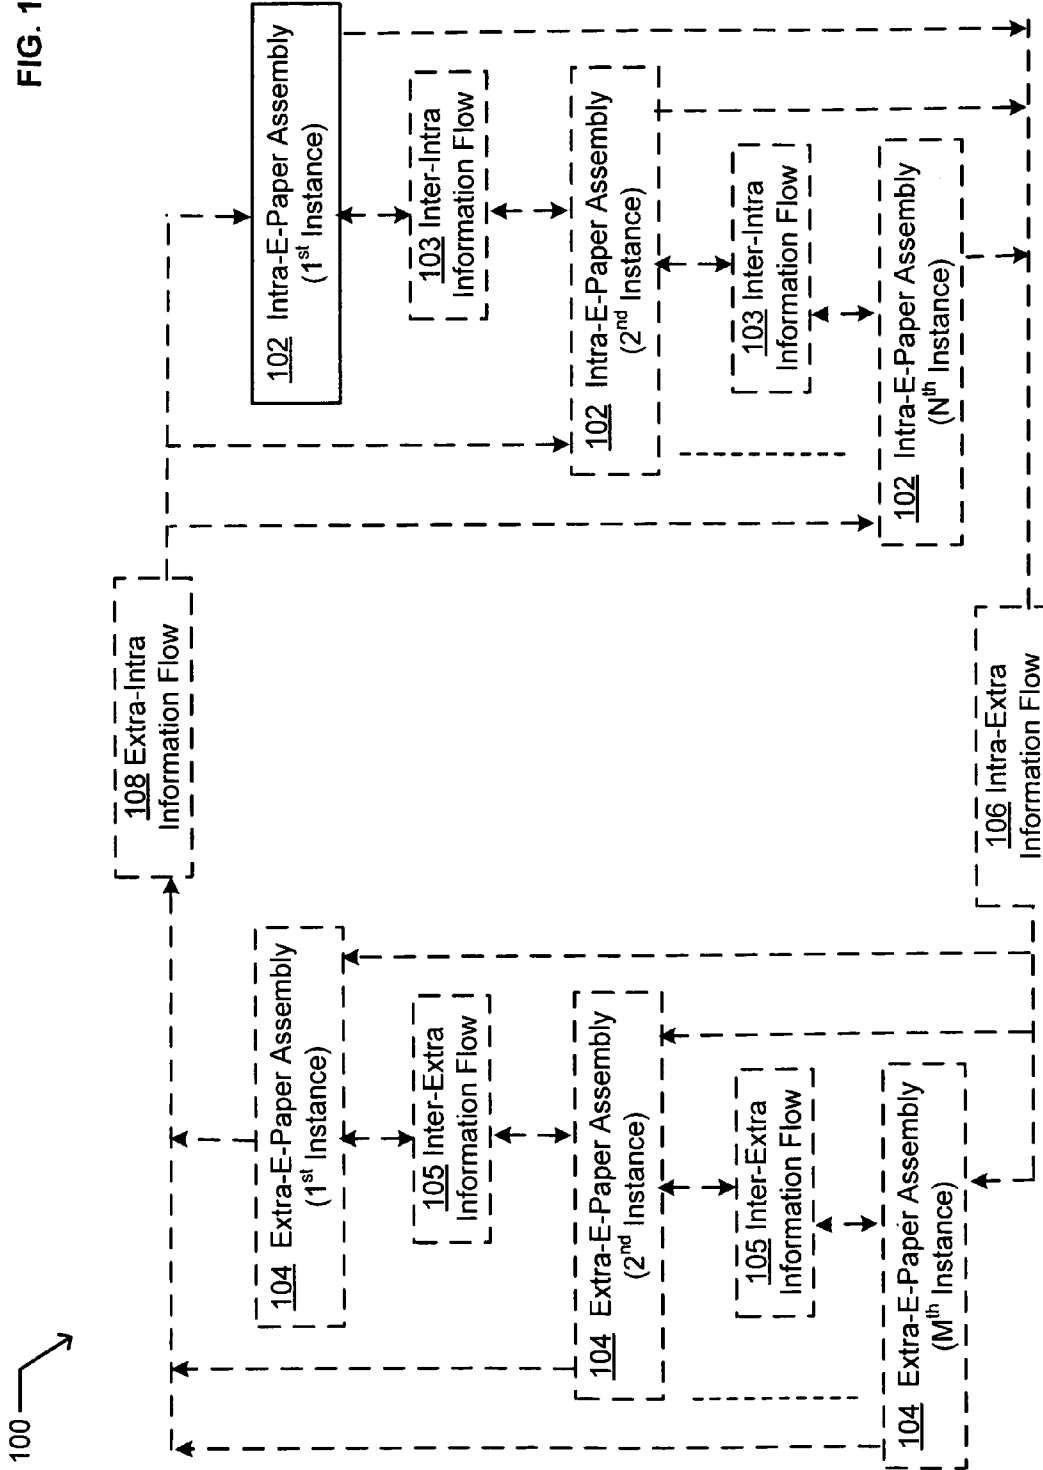 FIG. 1
100
108 Extra-Intra
Information Flow
104 Extra-E-Paper Assembly
(1st Instance)
102 Intra-E-Paper Assembly
(1st Instance)
105 Inter-Extra
Information Flow
103 Inter-Intra
Information Flow
104 Extra-E-Paper Assembly
(2nd Instance)
102 Intra-E-Paper Assembly
(2nd Instance)
105 Inter-Extra
Information Flow
103 Inter-Intra
Information Flow
104 Extra-E-Paper Assembly
(Mth Instance)
102 Intra-E-Paper Assembly
(Nth Instance)
106 Intra-Extra
Information Flow